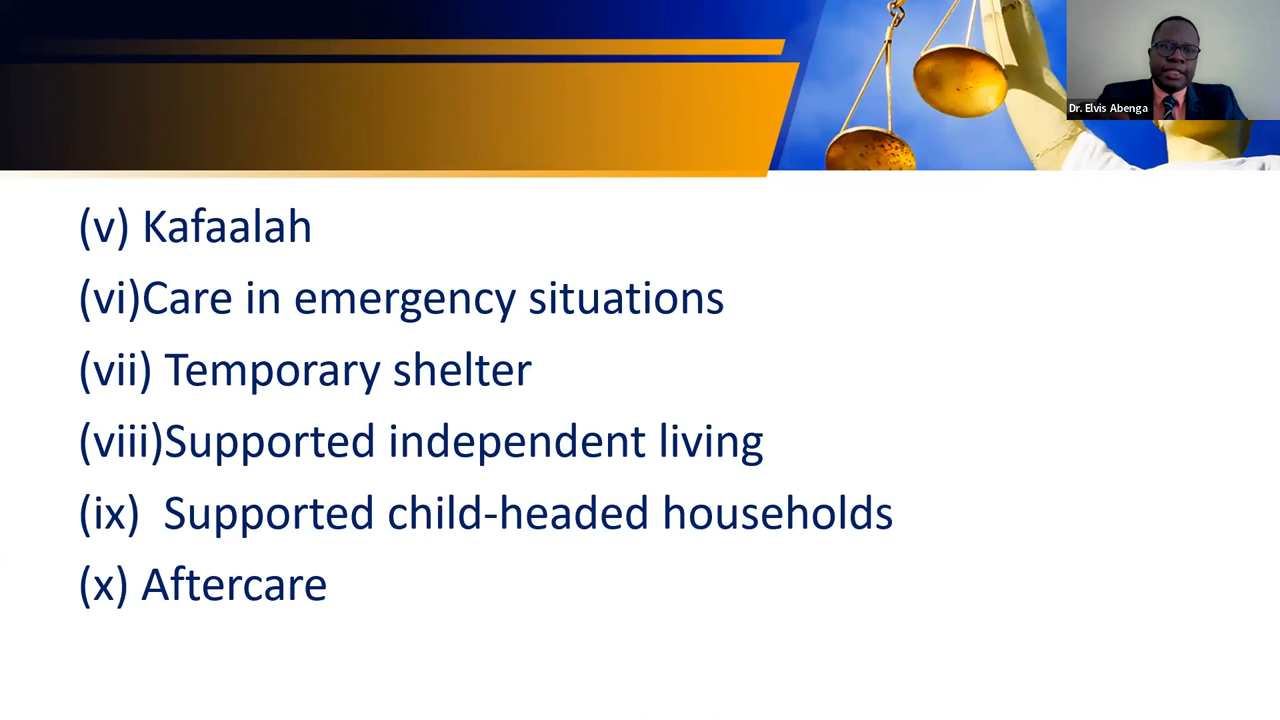 Dr. Elvis Abenga
(v) Kafaalah
(vi)Care in emergency situations
(vii) Temporary shelter
(viii)Supported independent living
(ix)  Supported child-headed households
(x) Aftercare